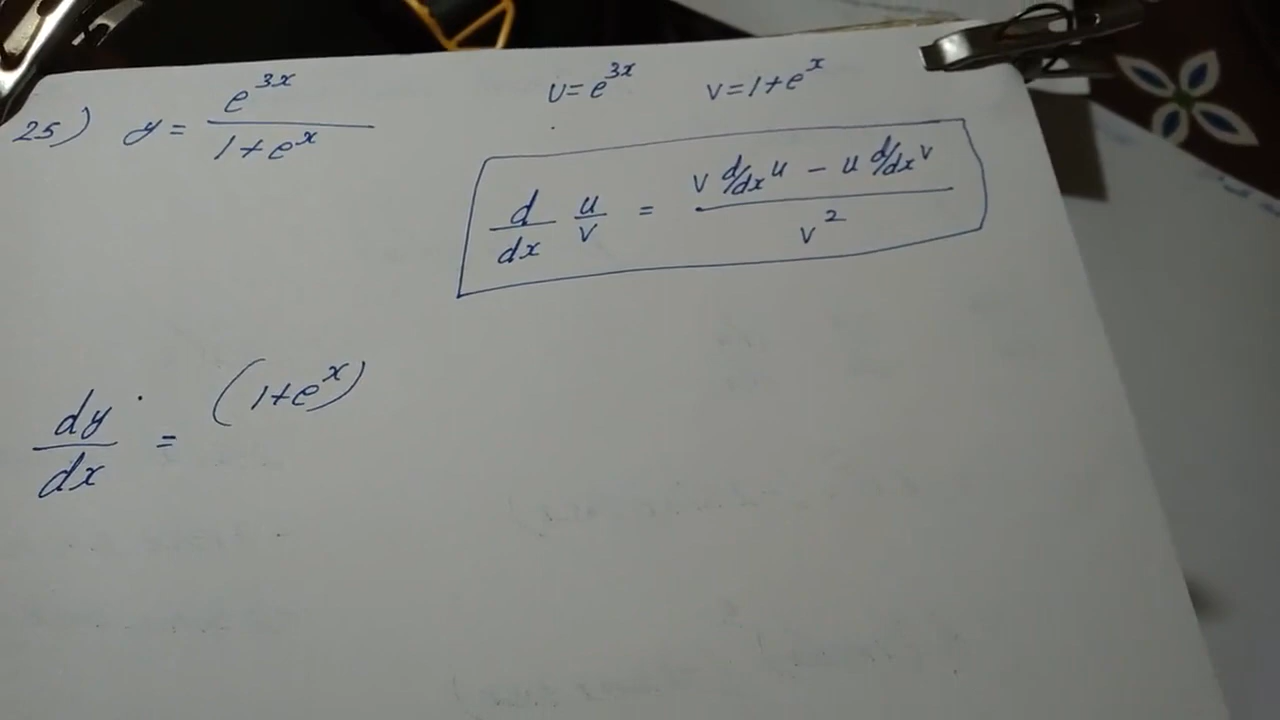 25) y = e^{3x} / 1+e^x    u = e^{3x}    v = 1+e^x
d/dx u/v = v d/dx u − u d/dx v / v^2
dy/dx = (1+e^x)